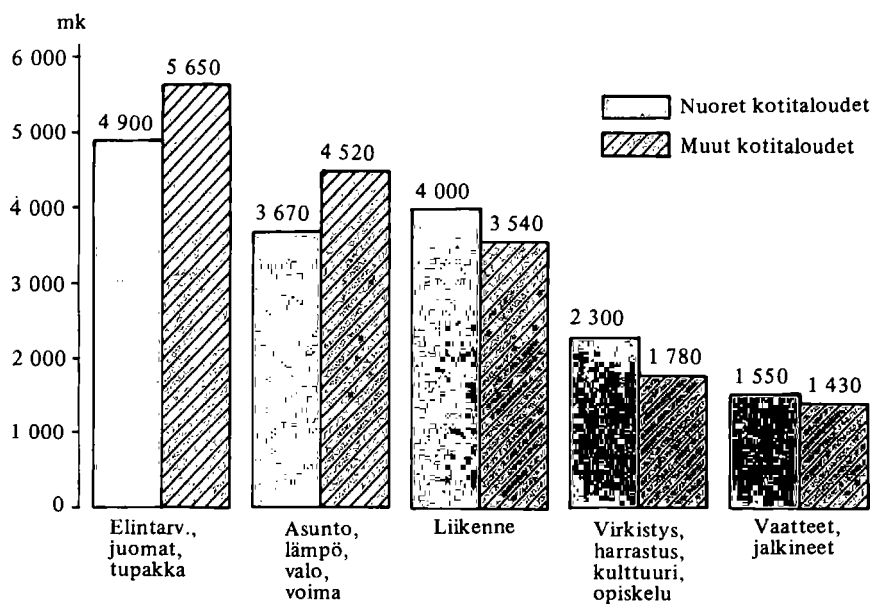 mk
6 000
5 000
4 000
3 000
2 000
1 000
0
4 900
5 650
3 670
4 520
4 000
3 540
2 300
1 780
1 550
1 430
Nuoret kotitaloudet
Muut kotitaloudet
Elintarv.,
juomat,
tupakka
Asunto,
lämpö,
valo,
voima
Liikenne
Virkistys,
harrastus,
kulttuuri,
opiskelu
Vaatteet,
jalkineet